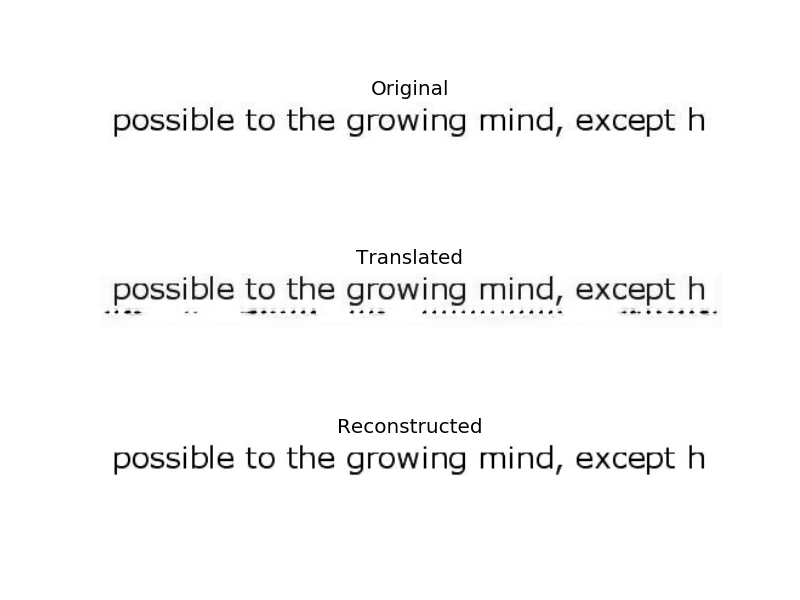 Original
possible to the growing mind, except h
Translated
possible to the growing mind, except h
Reconstructed
possible to the growing mind, except h